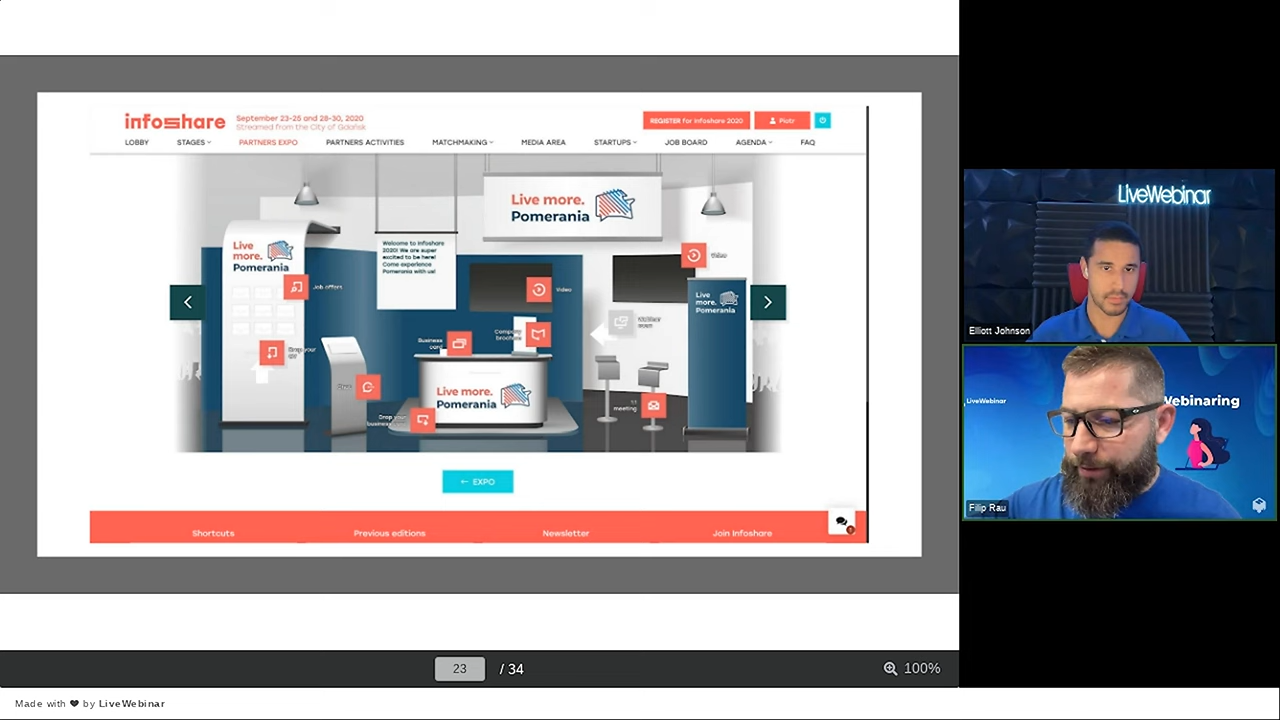 infoshare
September 23-25 and 28-30, 2020
Streamed from the City of Gdańsk
REGISTER for Infoshare 2020
Piotr
LOBBY
STAGES
PARTNERS EXPO
PARTNERS ACTIVITIES
MATCHMAKING
MEDIA AREA
STARTUPS
JOB BOARD
AGENDA
FAQ
Live more.
Pomerania
Live
more.
Pomerania
Welcome to Infoshare
2020! We are super
excited to be here!
Come experience
Pomerania with us!
Video
Job offers
Video
Live
more.
Pomerania
Company
brochure
Business
card
Drop your
Live more.
Pomerania
1:1
meeting
Drop your
business
← EXPO
Shortcuts
Previous editions
Newsletter
Join Infoshare
LiveWebinar
Elliott Johnson
LiveWebinar
Webinaring
Filip Rau
23 / 34
100%
Made with ❤ by LiveWebinar